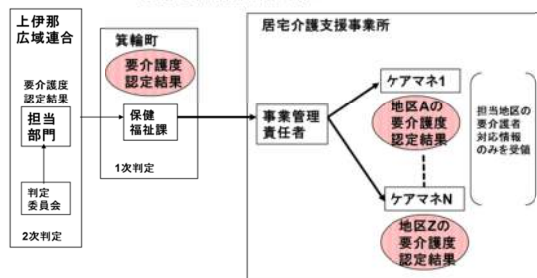 上伊那
広域連合
要介護度
認定結果
担当
部門
判定
委員会
2次判定
箕輪町
要介護度
認定結果
保健
福祉課
1次判定
居宅介護支援事業所
事業管理
責任者
ケアマネ1
地区Aの
要介護度
認定結果
ケアマネN
地区Zの
要介護度
認定結果
担当地区の
要介護者
対応情報
のみを受領